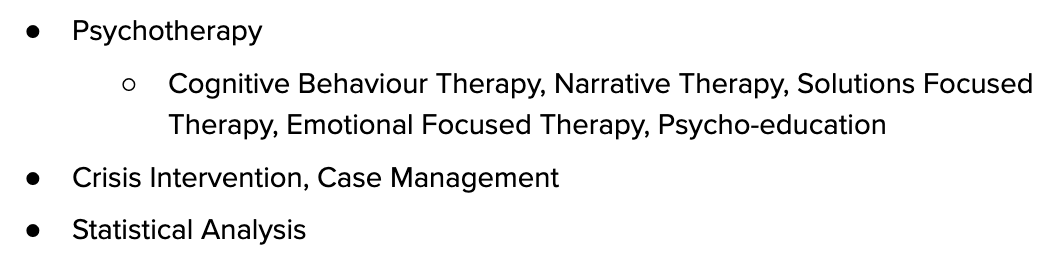 ● Psychotherapy
○ Cognitive Behaviour Therapy, Narrative Therapy, Solutions Focused
Therapy, Emotional Focused Therapy, Psycho-education
● Crisis Intervention, Case Management
● Statistical Analysis